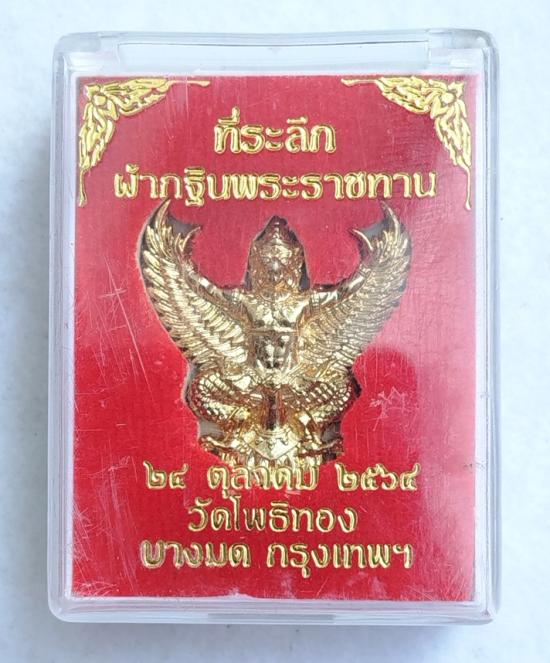 ที่ระลึก
ผ้ากฐินพระราชทาน
๒๔ ตุลาคม ๒๕๖๔
วัดโพธิทอง
บางมด กรุงเทพฯ